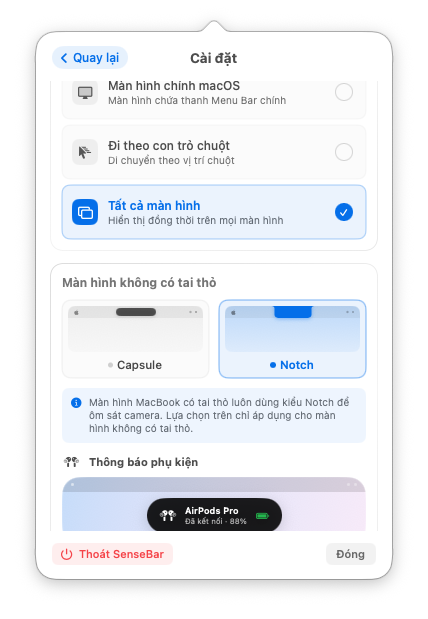 Quay lại
Cài đặt
Màn hình chính macOS
Màn hình chứa thanh Menu Bar chính
Đi theo con trỏ chuột
Di chuyển theo vị trí chuột
Tất cả màn hình
Hiển thị đồng thời trên mọi màn hình
Màn hình không có tai thỏ
Capsule
Notch
Màn hình MacBook có tai thỏ luôn dùng kiểu Notch để
ôm sát camera. Lựa chọn trên chỉ áp dụng cho màn
hình không có tai thỏ.
Thông báo phụ kiện
AirPods Pro
Đã kết nối · 88%
Thoát SenseBar
Đóng